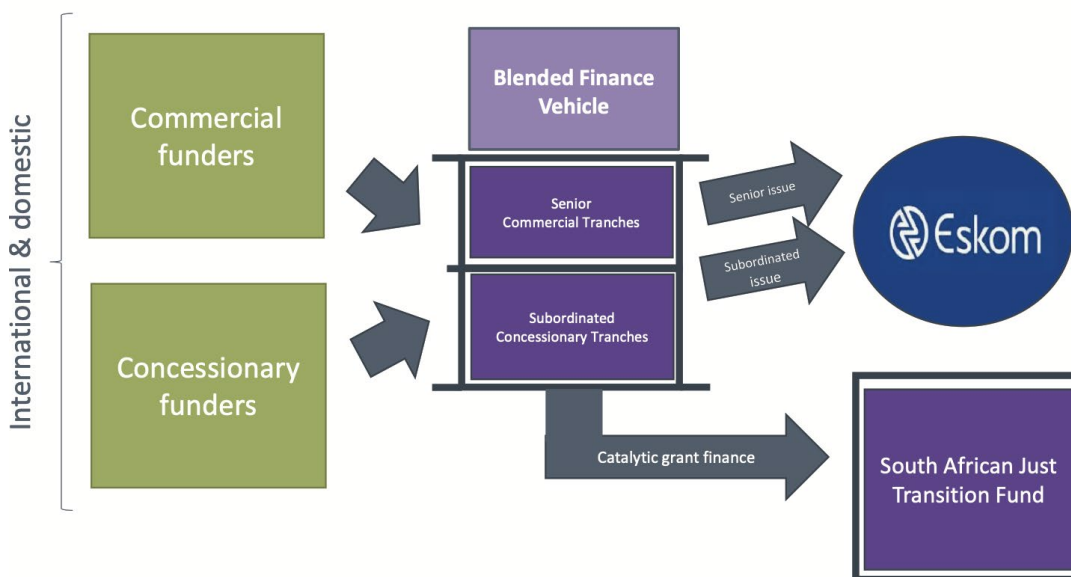 International & domestic
Commercial
funders
Concessionary
funders
Blended Finance
Vehicle
Senior
Commercial Tranches
Subordinated
Concessionary Tranches
Senior issue
Subordinated
issue
Eskom
Catalytic grant finance
South African Just
Transition Fund